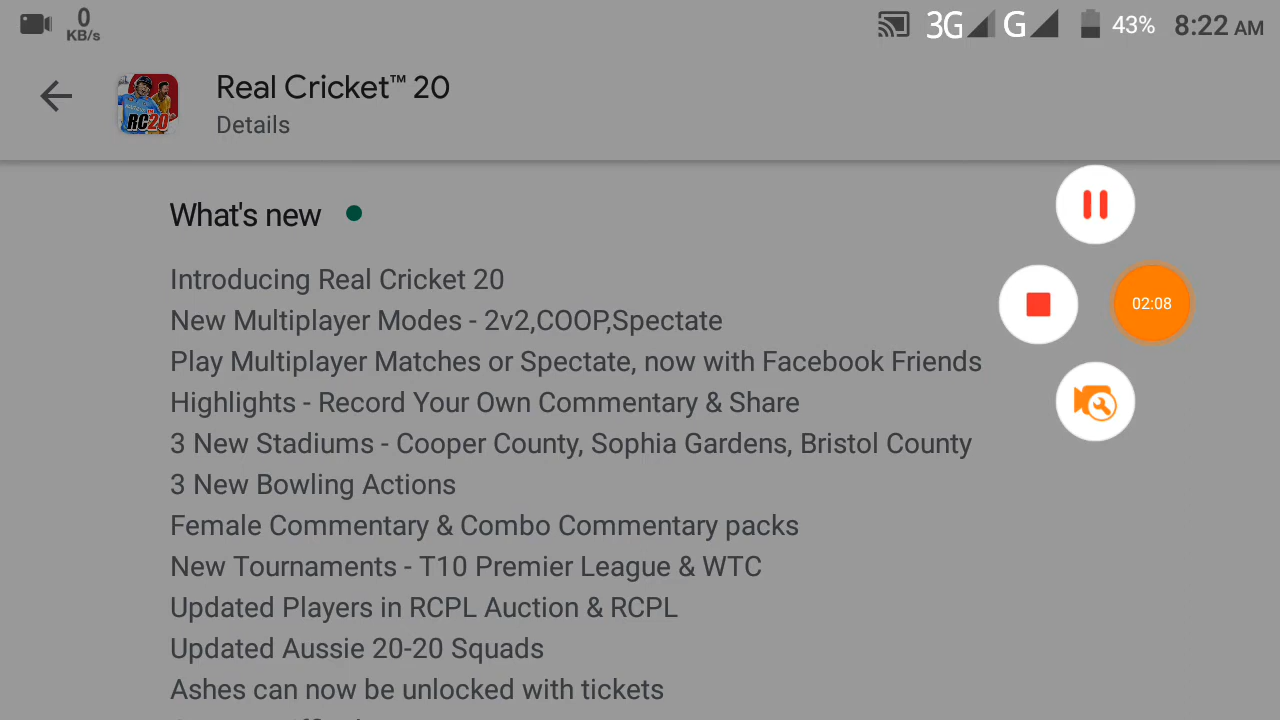 0
KB/s
3G G 43% 8:22 AM
Real Cricket™ 20
RC20
Details
What's new
Introducing Real Cricket 20
New Multiplayer Modes - 2v2,COOP,Spectate
Play Multiplayer Matches or Spectate, now with Facebook Friends
Highlights - Record Your Own Commentary & Share
02:08
3 New Stadiums - Cooper County, Sophia Gardens, Bristol County
3 New Bowling Actions
Female Commentary & Combo Commentary packs
New Tournaments - T10 Premier League & WTC
Updated Players in RCPL Auction & RCPL
Updated Aussie 20-20 Squads
Ashes can now be unlocked with tickets